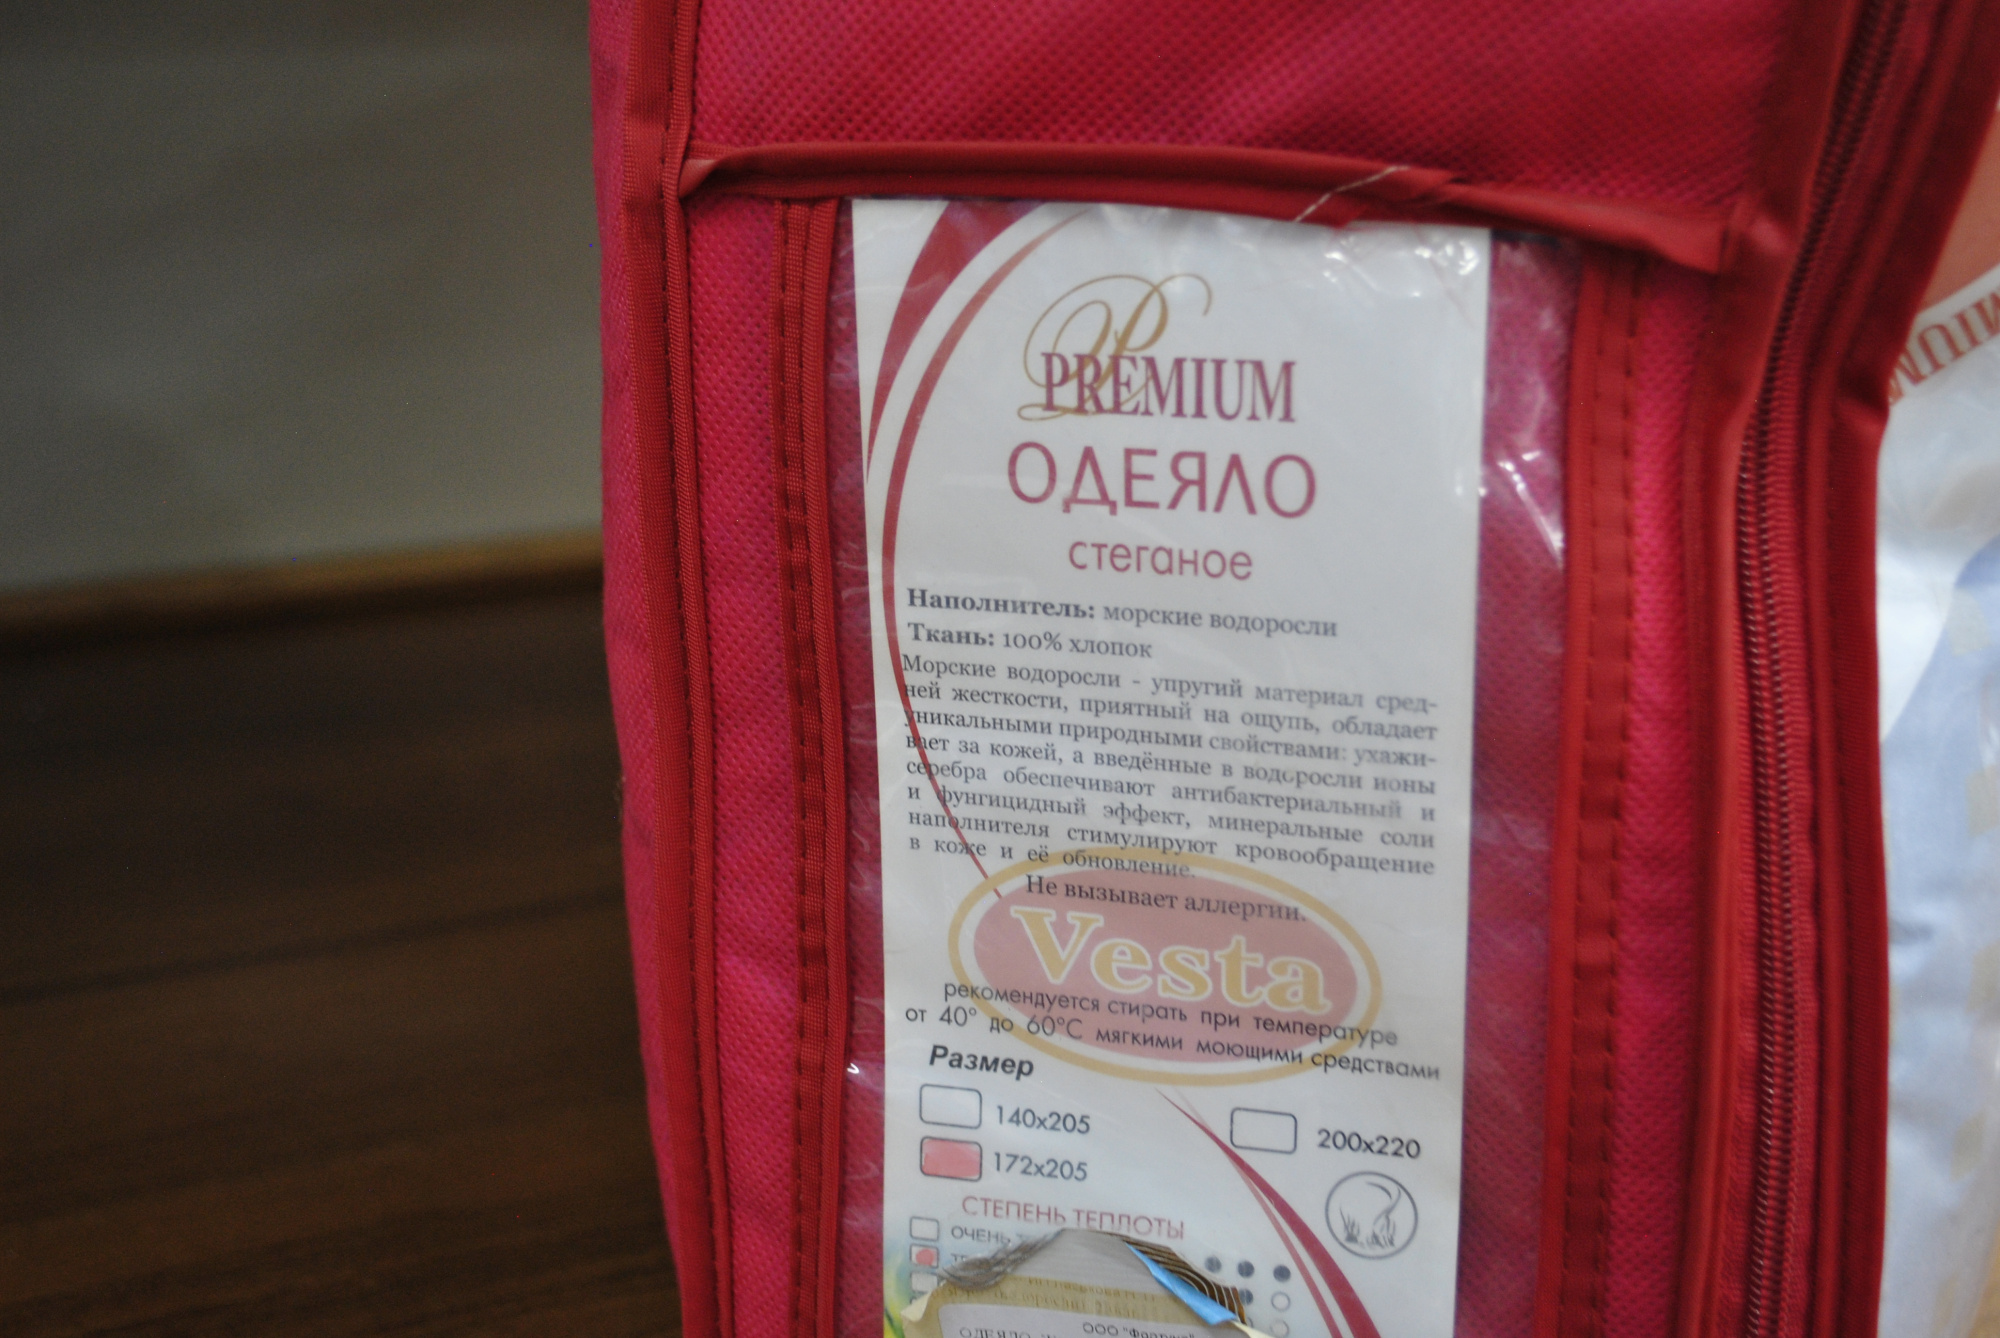 PREMIUM
ОДЕЯЛО
стеганое
Наполнитель: морские водоросли
Ткань: 100% хлопок
Морские водоросли - упругий материал сред-
ней жесткости, приятный на ощупь, обладает
уникальными природными свойствами: ухажи-
вает за кожей, а введённые в водоросли ионы
серебра обеспечивают антибактериальный и
и фунгицидный эффект, минеральные соли
наполнителя стимулируют кровообращение
в коже и её обновление.
Не вызывает аллергии.
Vesta
рекомендуется стирать при температуре
от 40° до 60°С мягкими моющими средствами
Размер
140x205
200x220
172x205
СТЕПЕНЬ ТЕПЛОТЫ
ОЧЕНЬ
ООО
ОДЕЯЛО